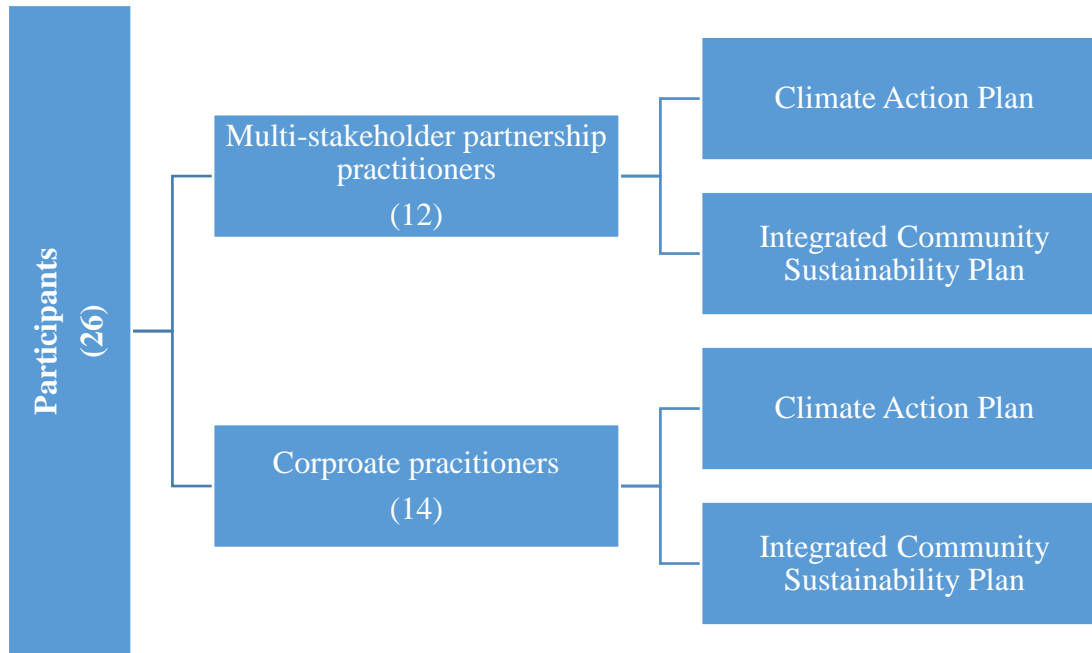 Participants
(26)
Multi-stakeholder partnership
practitioners
(12)
Climate Action Plan
Integrated Community
Sustainability Plan
Corproate pracitioners
(14)
Climate Action Plan
Integrated Community
Sustainability Plan